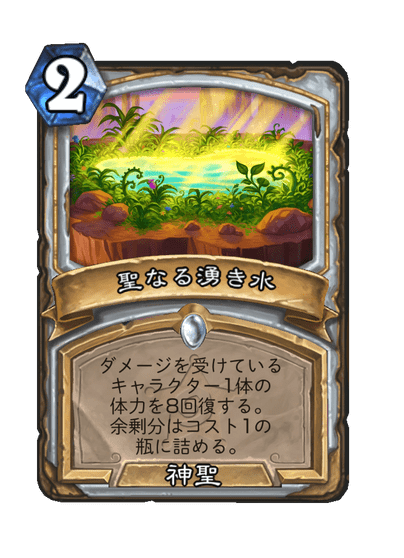 2
聖なる湧き水
ダメージを受けている
キャラクター1体の
体力を8回復する。
余剰分はコスト1の
瓶に詰める。
神聖